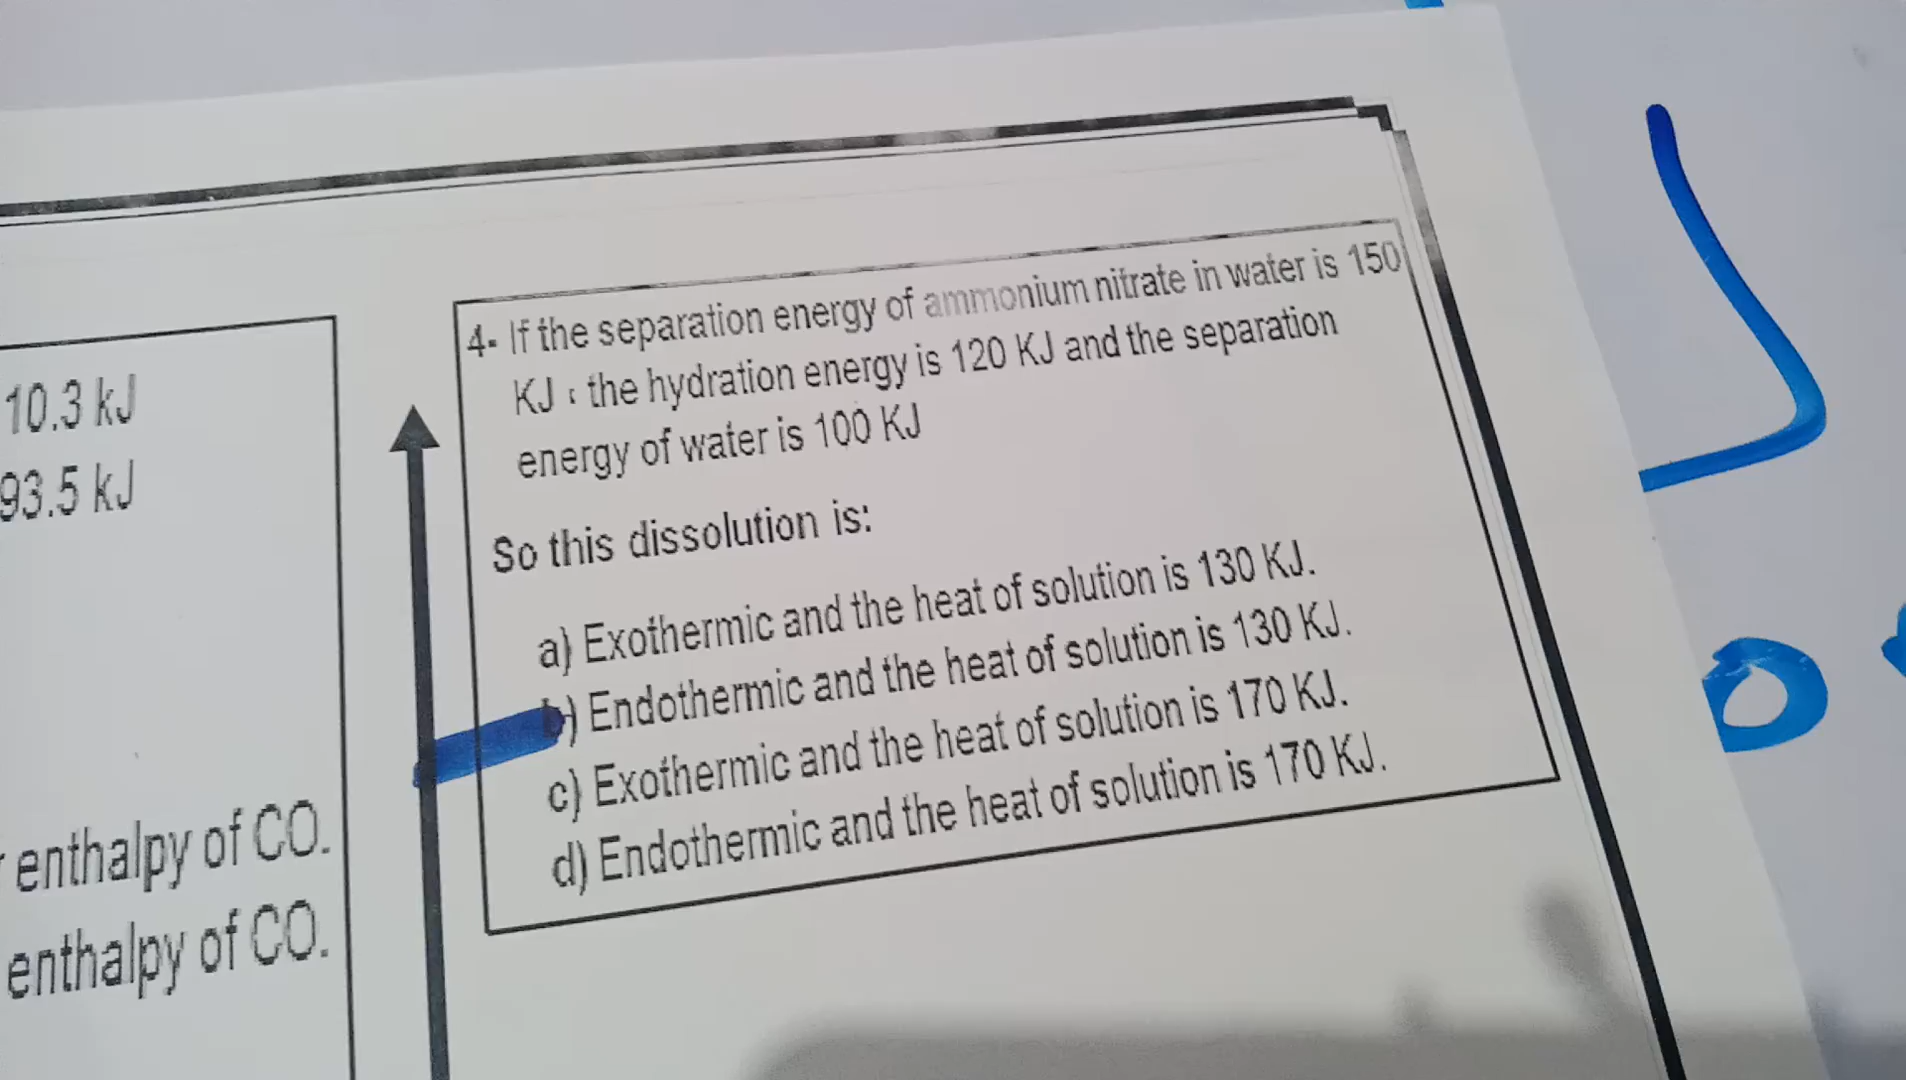 10.3 kJ
93.5 kJ
enthalpy of CO.
enthalpy of CO.
4- If the separation energy of ammonium nitrate in water is 150
KJ ، the hydration energy is 120 KJ and the separation
energy of water is 100 KJ
So this dissolution is:
a) Exothermic and the heat of solution is 130 KJ.
b) Endothermic and the heat of solution is 130 KJ.
c) Exothermic and the heat of solution is 170 KJ.
d) Endothermic and the heat of solution is 170 KJ.